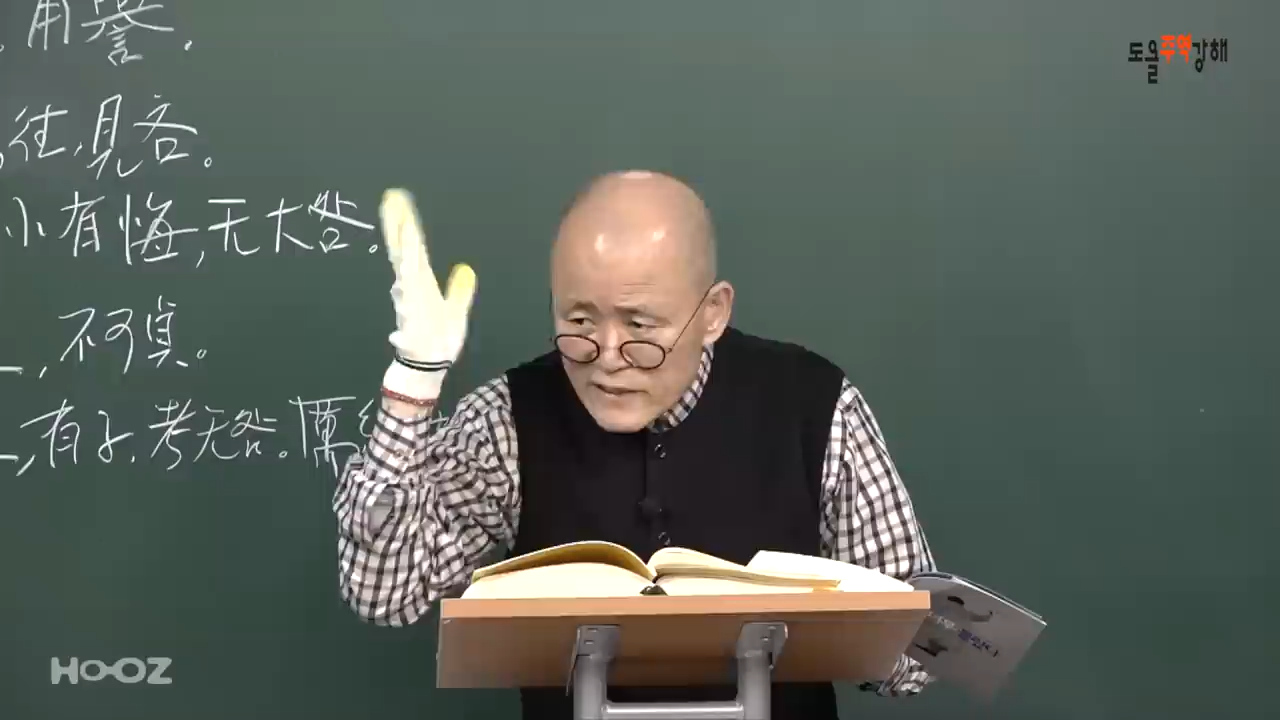 用譽.
往,見吝。
小有悔,无大咎。
,不可貞。
,有子,考无咎。厲
도올주역강해
HOOZ